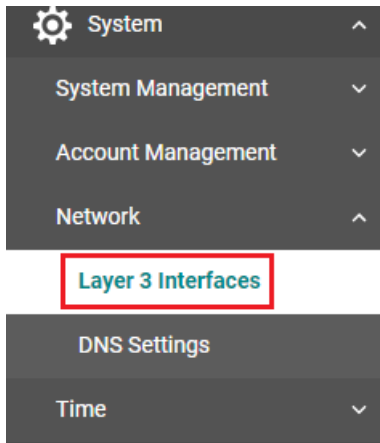 System
System Management
Account Management
Network
Layer 3 Interfaces
DNS Settings
Time